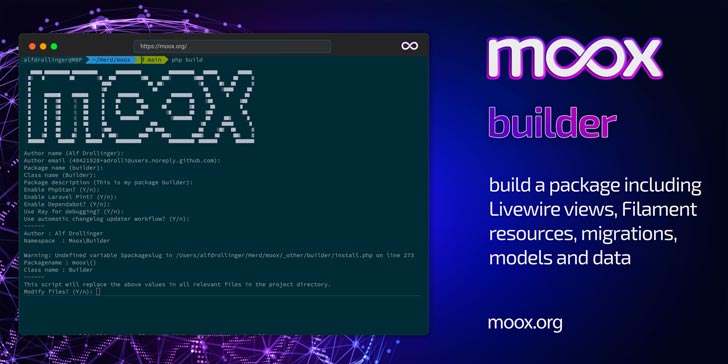 https://moox.org/
alfdrollinger@MBP ~/Herd/moox main php build
moox
Author name (Alf Drollinger):
Author email (40421928+adrolli@users.noreply.github.com):
Package name (builder):
Class name (Builder):
Package description (This is my package builder):
Enable PhpStan? (Y/n):
Enable Laravel Pint? (Y/n):
Enable Dependabot? (Y/n):
Use Ray for debugging? (Y/n):
Use automatic changelog updater workflow? (Y/n):
------
Author : Alf Drollinger
Namespace : Moox\Builder
Warning: Undefined variable $packageslug in /Users/alfdrollinger/Herd/moox/_other/builder/install.php on line 273
Packagename : moox\()
Class name : Builder
------
This script will replace the above values in all relevant files in the project directory.
Modify files? (Y/n):
moox
builder
build a package including
Livewire views, Filament
resources, migrations,
models and data
moox.org